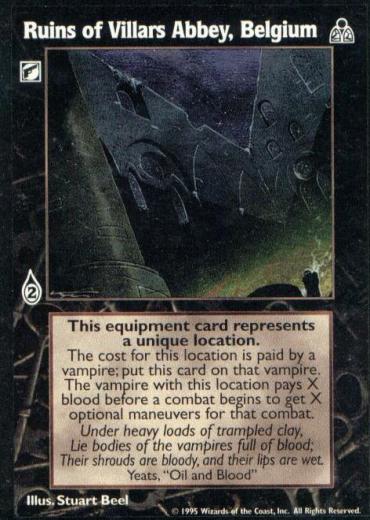 Ruins of Villars Abbey, Belgium
2
This equipment card represents
a unique location.
The cost for this location is paid by a
vampire; put this card on that vampire.
The vampire with this location pays X
blood before a combat begins to get X
optional maneuvers for that combat.
Under heavy loads of trampled clay,
Lie bodies of the vampires full of blood;
Their shrouds are bloody, and their lips are wet.
Yeats, "Oil and Blood"
Illus. Stuart Beel
© 1995 Wizards of the Coast, Inc. All Rights Reserved.